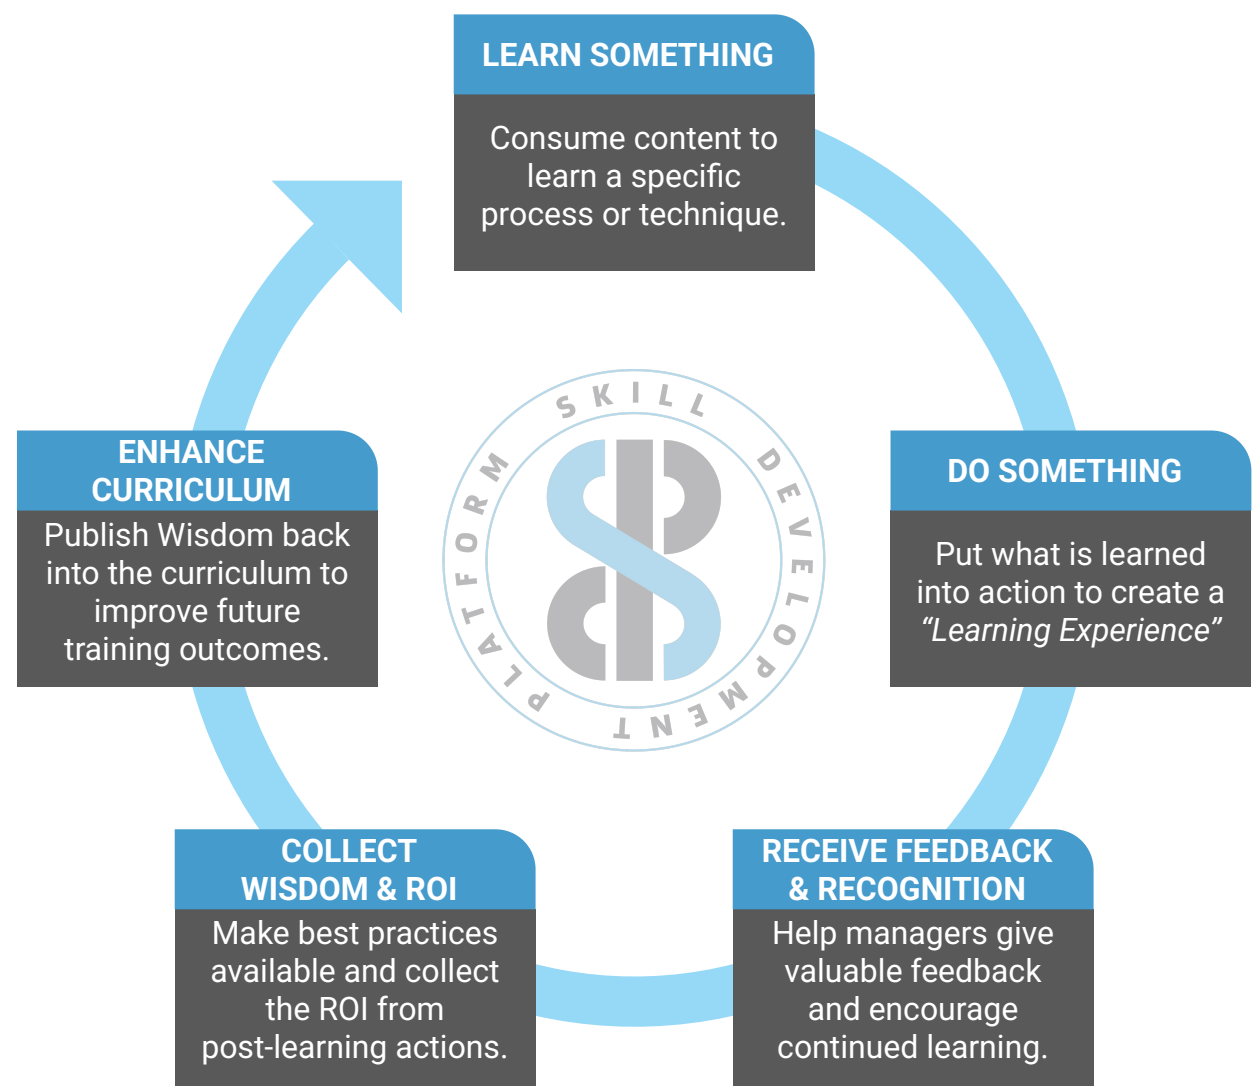 LEARN SOMETHING
Consume content to
learn a specific
process or technique.
DO SOMETHING
Put what is learned
into action to create a
“Learning Experience”
RECEIVE FEEDBACK
& RECOGNITION
Help managers give
valuable feedback
and encourage
continued learning.
COLLECT
WISDOM & ROI
Make best practices
available and collect
the ROI from
post-learning actions.
ENHANCE
CURRICULUM
Publish Wisdom back
into the curriculum to
improve future
training outcomes.
SKILL DEVELOPMENT PLATFORM